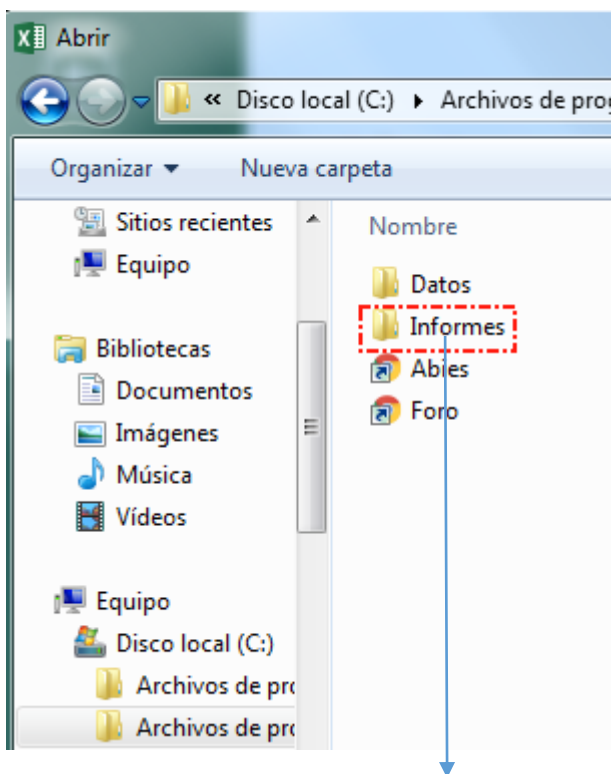 Abrir
« Disco local (C:) ▸ Archivos de prog
Organizar ▾ Nueva carpeta
Sitios recientes
Equipo
Bibliotecas
Documentos
Imágenes
Música
Vídeos
Equipo
Disco local (C:)
Archivos de pro
Archivos de pro
Nombre
Datos
Informes
Abies
Foro